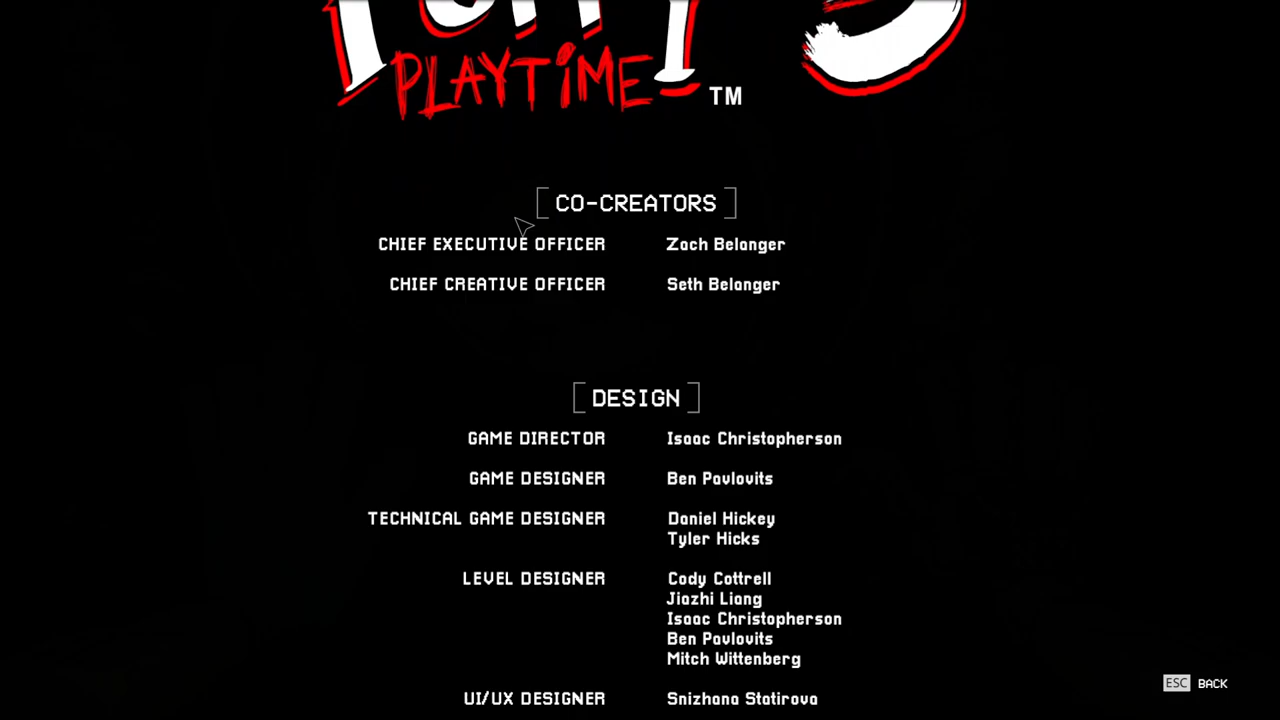 PLAYTIME
TM
CO-CREATORS
CHIEF EXECUTIVE OFFICER Zach Belanger
CHIEF CREATIVE OFFICER Seth Belanger
DESIGN
GAME DIRECTOR Isaac Christopherson
GAME DESIGNER Ben Pavlovits
TECHNICAL GAME DESIGNER Daniel Hickey
Tyler Hicks
LEVEL DESIGNER Cody Cottrell
Jiazhi Liang
Isaac Christopherson
Ben Pavlovits
Mitch Wittenberg
UI/UX DESIGNER Snizhana Statirova
ESC BACK